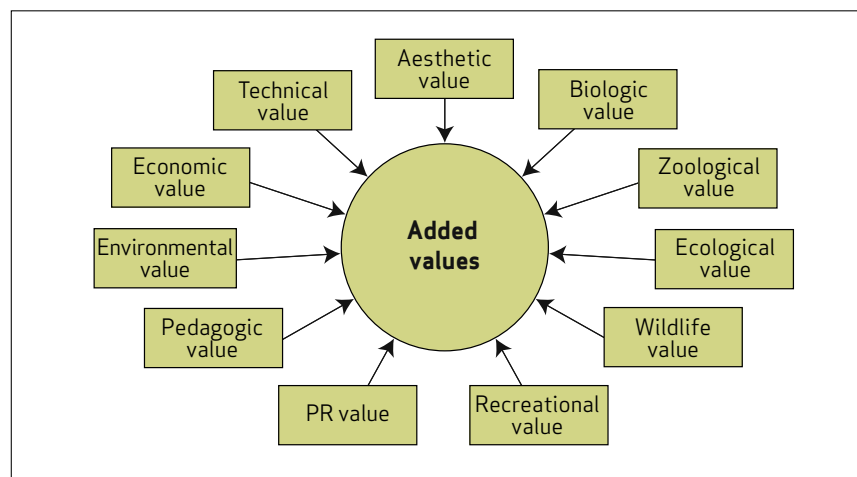 Aesthetic
value
Technical
value
Biologic
value
Economic
value
Zoological
value
Added
values
Environmental
value
Ecological
value
Pedagogic
value
Wildlife
value
PR value
Recreational
value